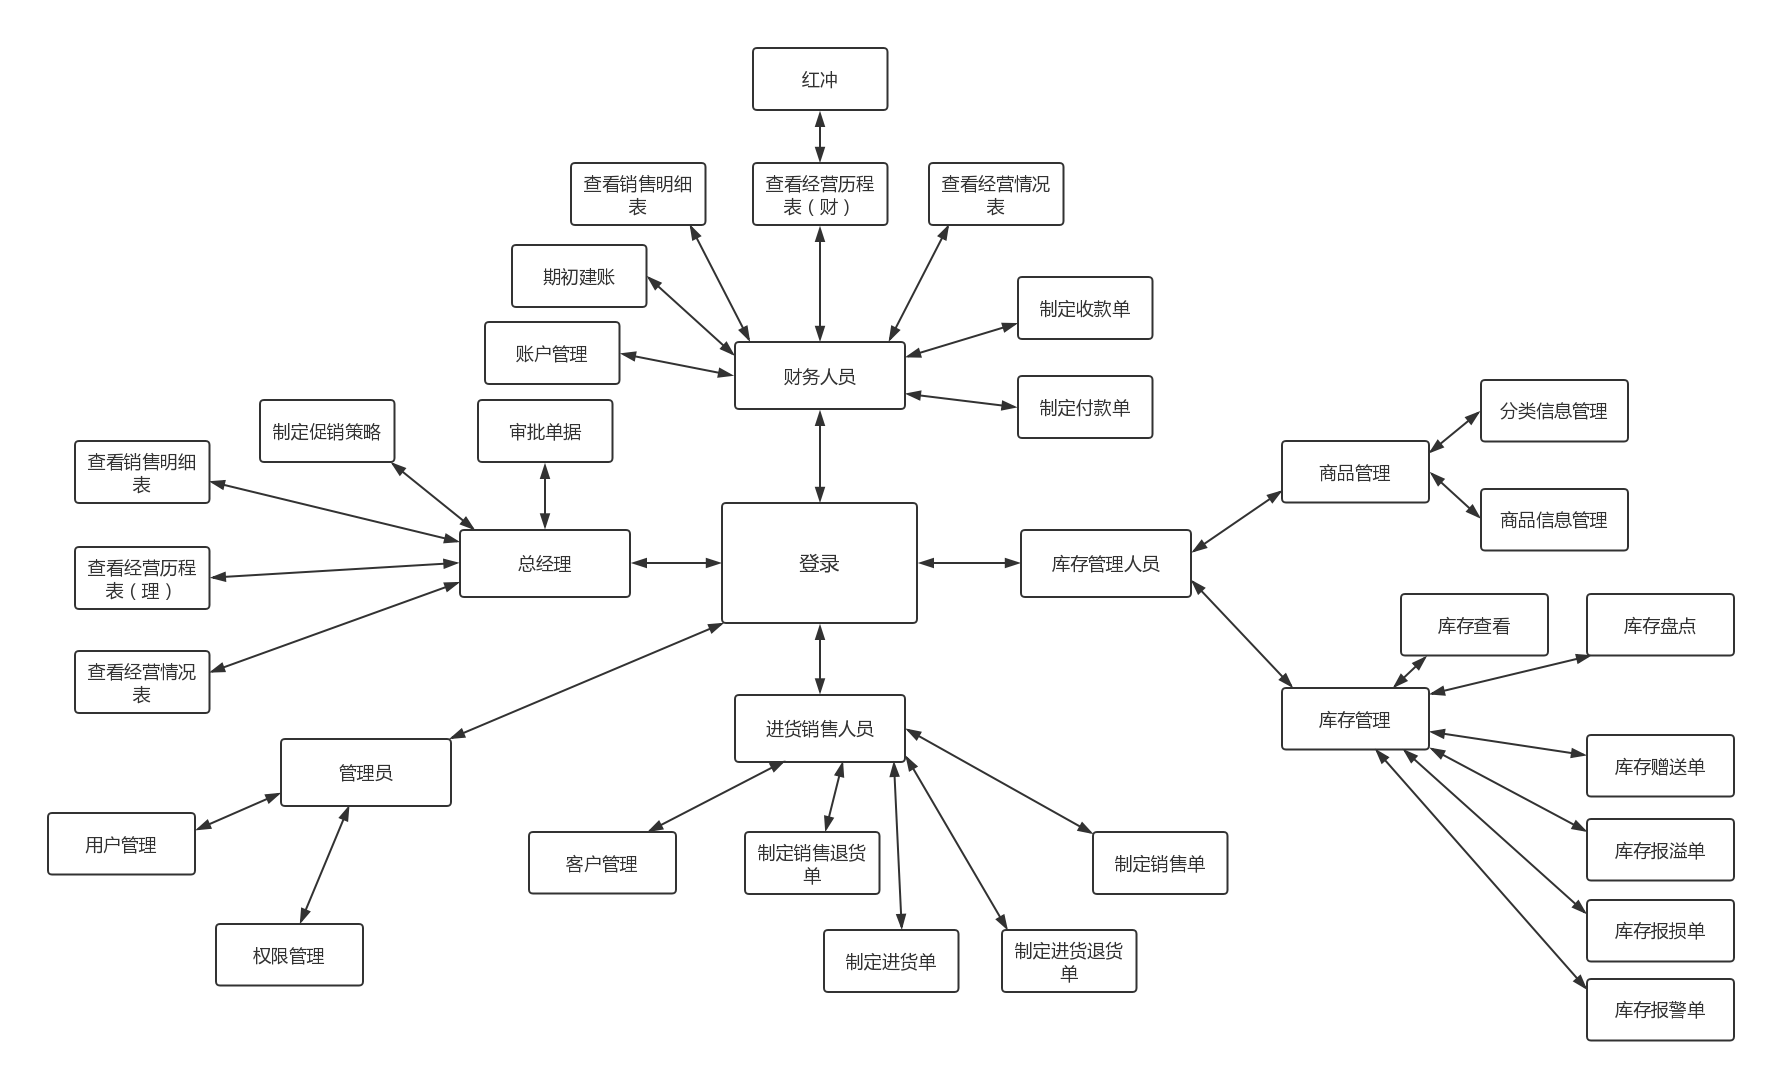 红冲
查看销售明细
表
查看经营历程
表（财）
查看经营情况
表
期初建账
制定收款单
账户管理
财务人员
制定付款单
制定促销策略
审批单据
分类信息管理
查看销售明细
表
商品管理
商品信息管理
查看经营历程
表（理）
总经理
登录
库存管理人员
库存查看
库存盘点
查看经营情况
表
库存管理
进货销售人员
管理员
库存赠送单
用户管理
客户管理
制定销售退货
单
制定销售单
库存报溢单
权限管理
制定进货单
制定进货退货
单
库存报损单
库存报警单